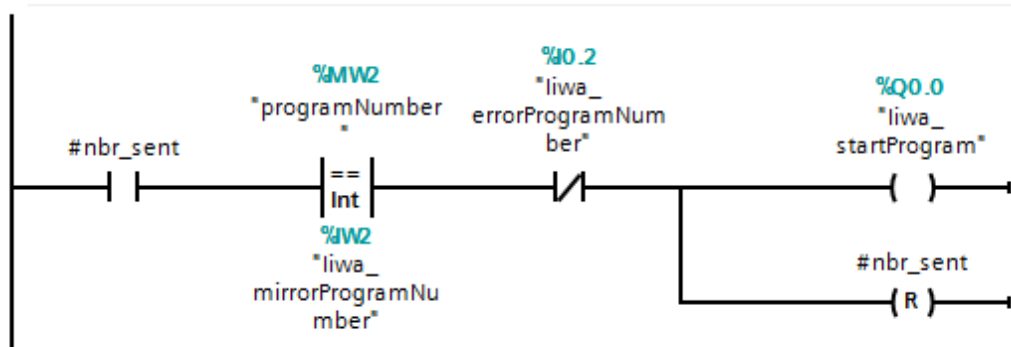 %I0.2
%MW2
"Iiwa_
%Q0.0
"programNumber
errorProgramNum
"Iiwa_
"
ber"
#nbr_sent
startProgram"
==
Int
%IW2
"Iiwa_
#nbr_sent
mirrorProgramNu
R
mber"